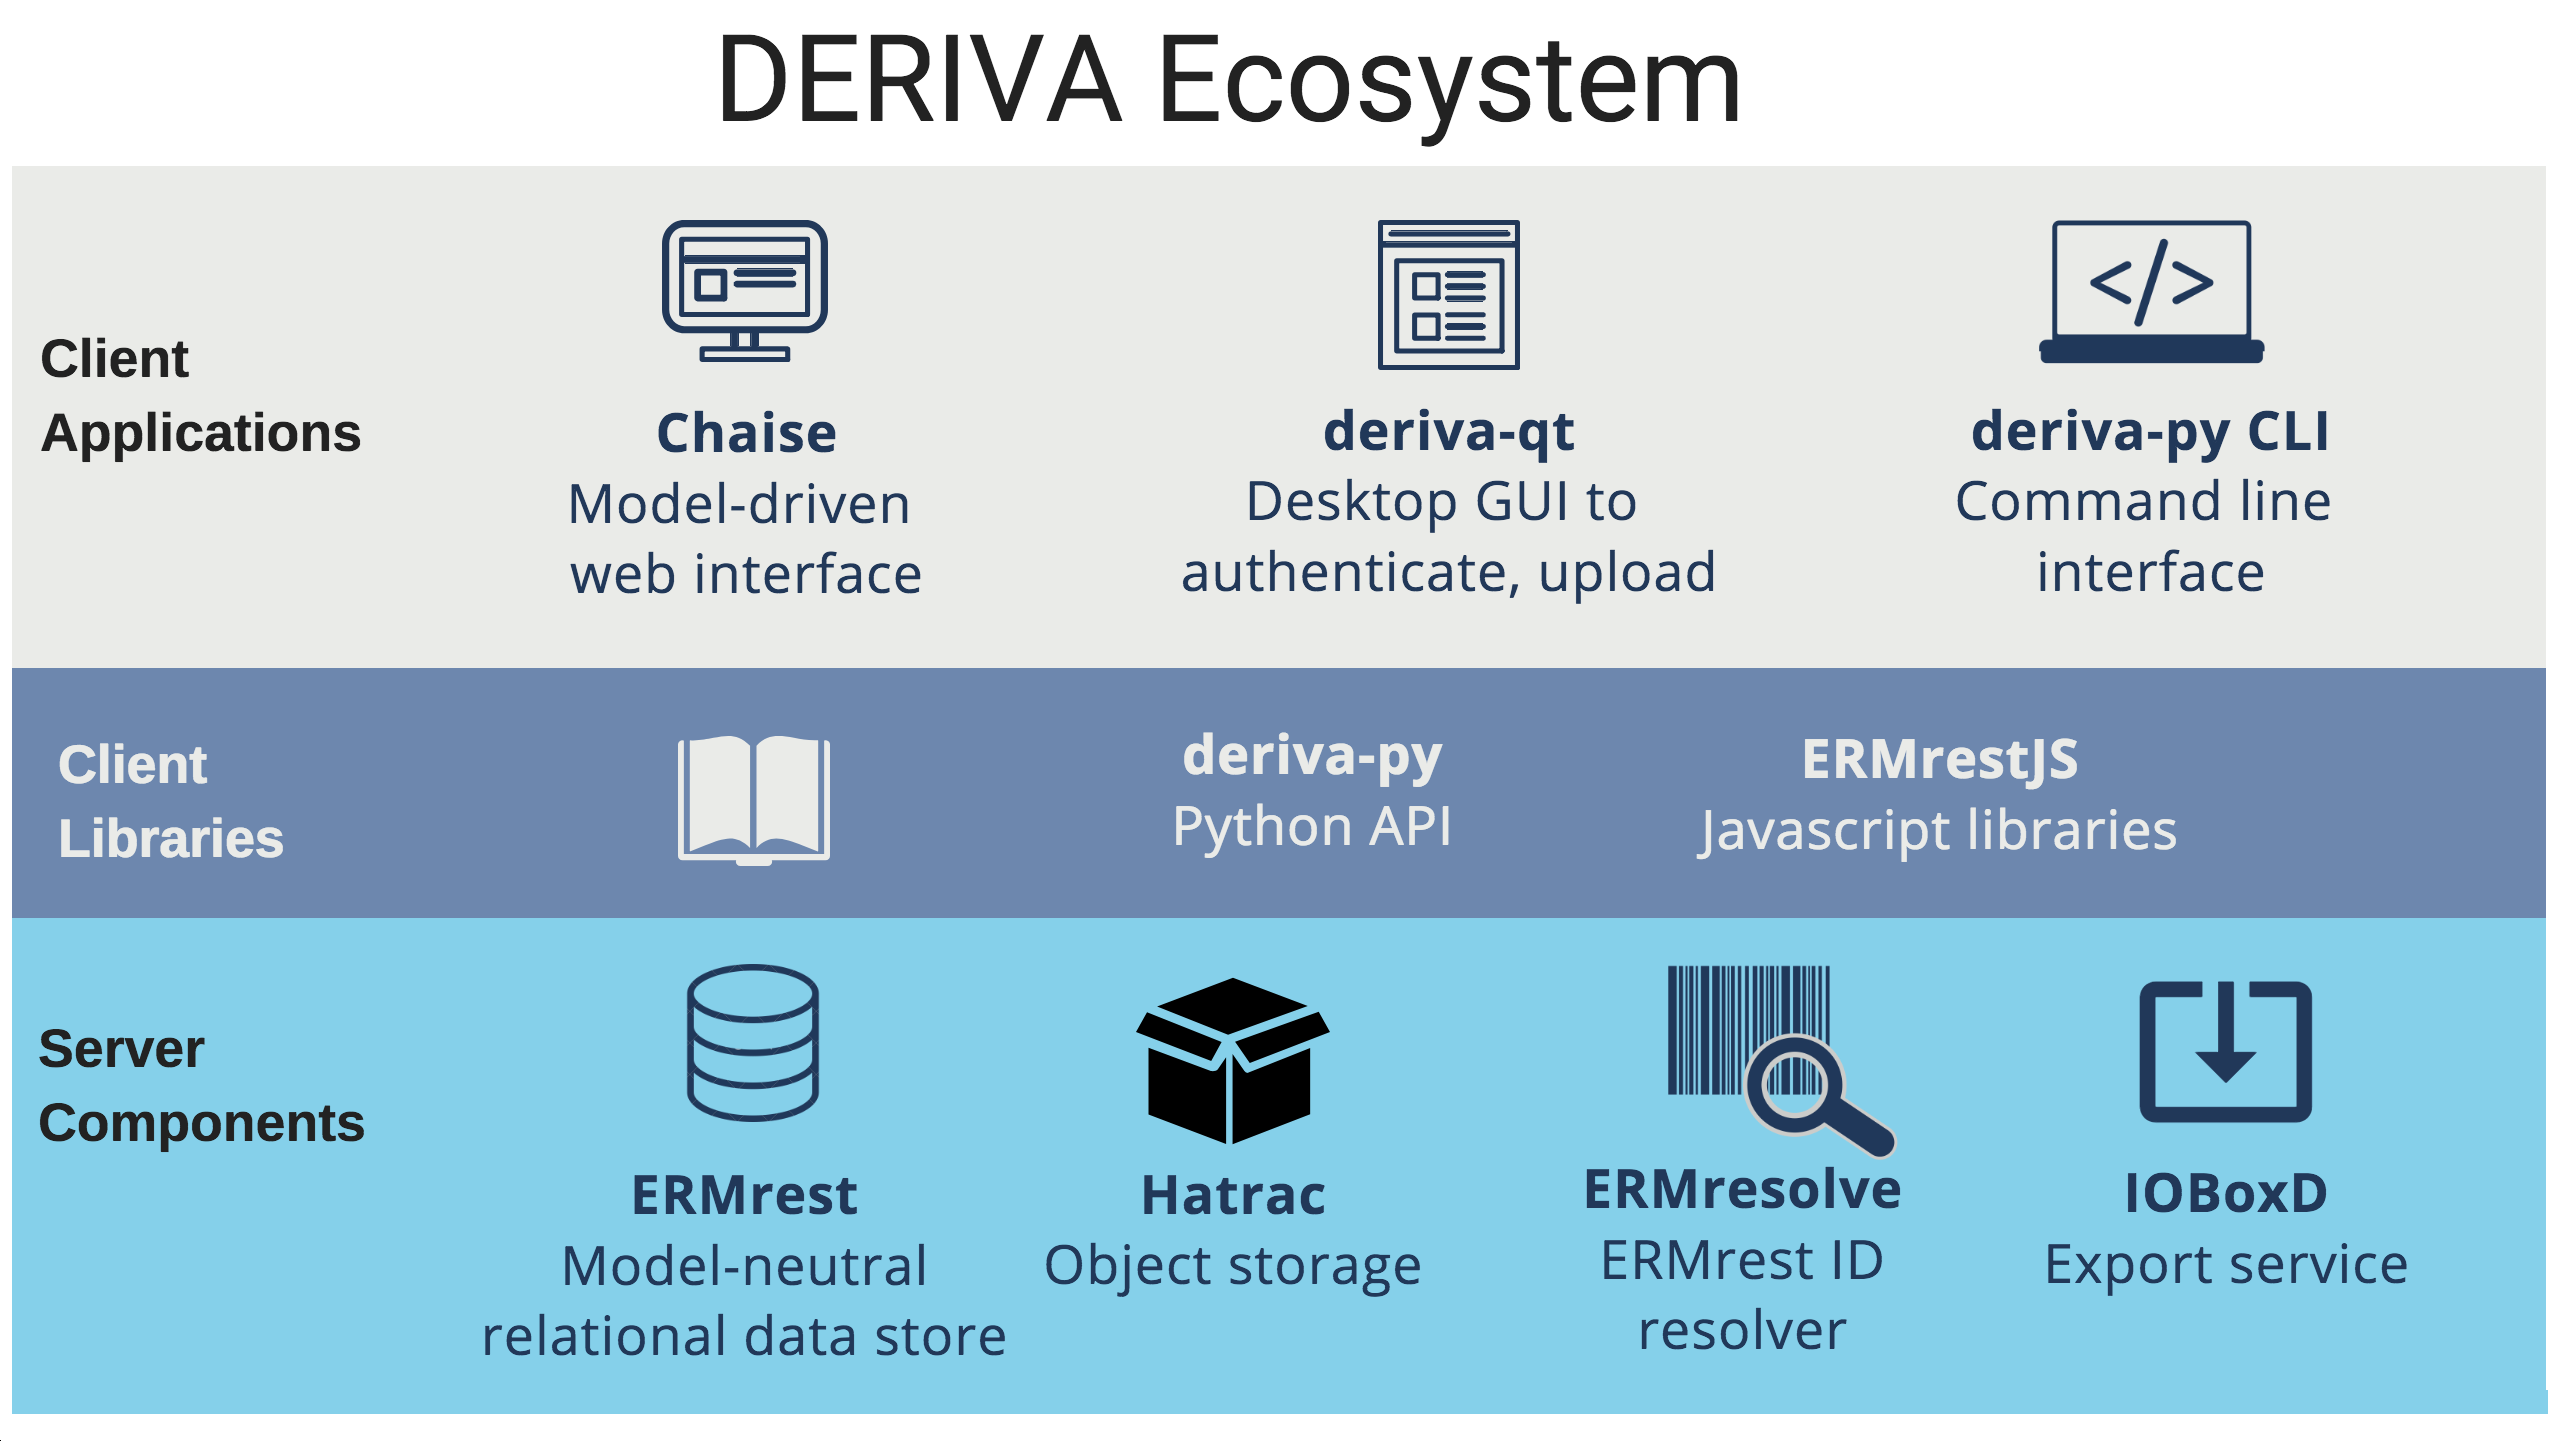 DERIVA Ecosystem
Client
Applications
Chaise
Model-driven
web interface
deriva-qt
Desktop GUI to
authenticate, upload
</>
deriva-py CLI
Command line
interface
Client
Libraries
deriva-py
Python API
ERMrestJS
Javascript libraries
Server
Components
ERMrest
Model-neutral
relational data store
Hatrac
Object storage
ERMresolve
ERMrest ID
resolver
IOBoxD
Export service